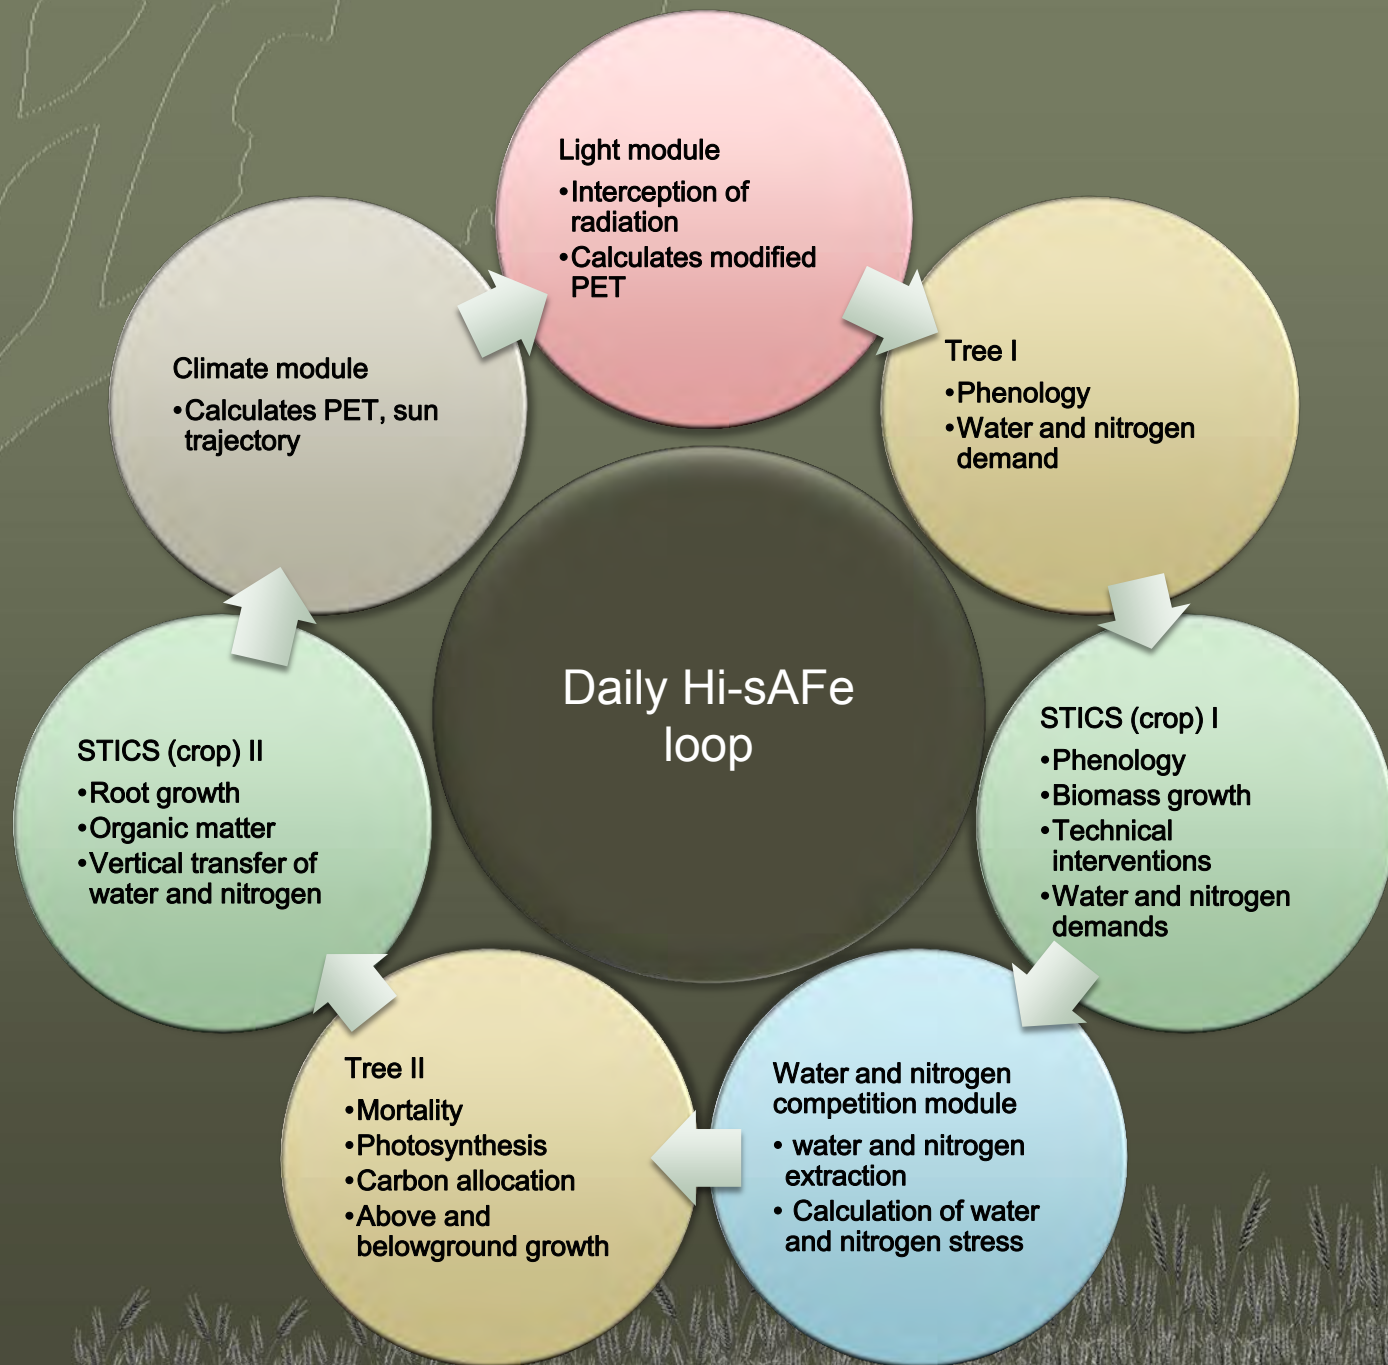 Light module
•Interception of
radiation
•Calculates modified
PET
Tree I
•Phenology
•Water and nitrogen
demand
STICS (crop) I
•Phenology
•Biomass growth
•Technical
interventions
•Water and nitrogen
demands
Water and nitrogen
competition module
• water and nitrogen
extraction
• Calculation of water
and nitrogen stress
Tree II
•Mortality
•Photosynthesis
•Carbon allocation
•Above and
belowground growth
STICS (crop) II
•Root growth
•Organic matter
•Vertical transfer of
water and nitrogen
Climate module
•Calculates PET, sun
trajectory
Daily Hi-sAFe
loop